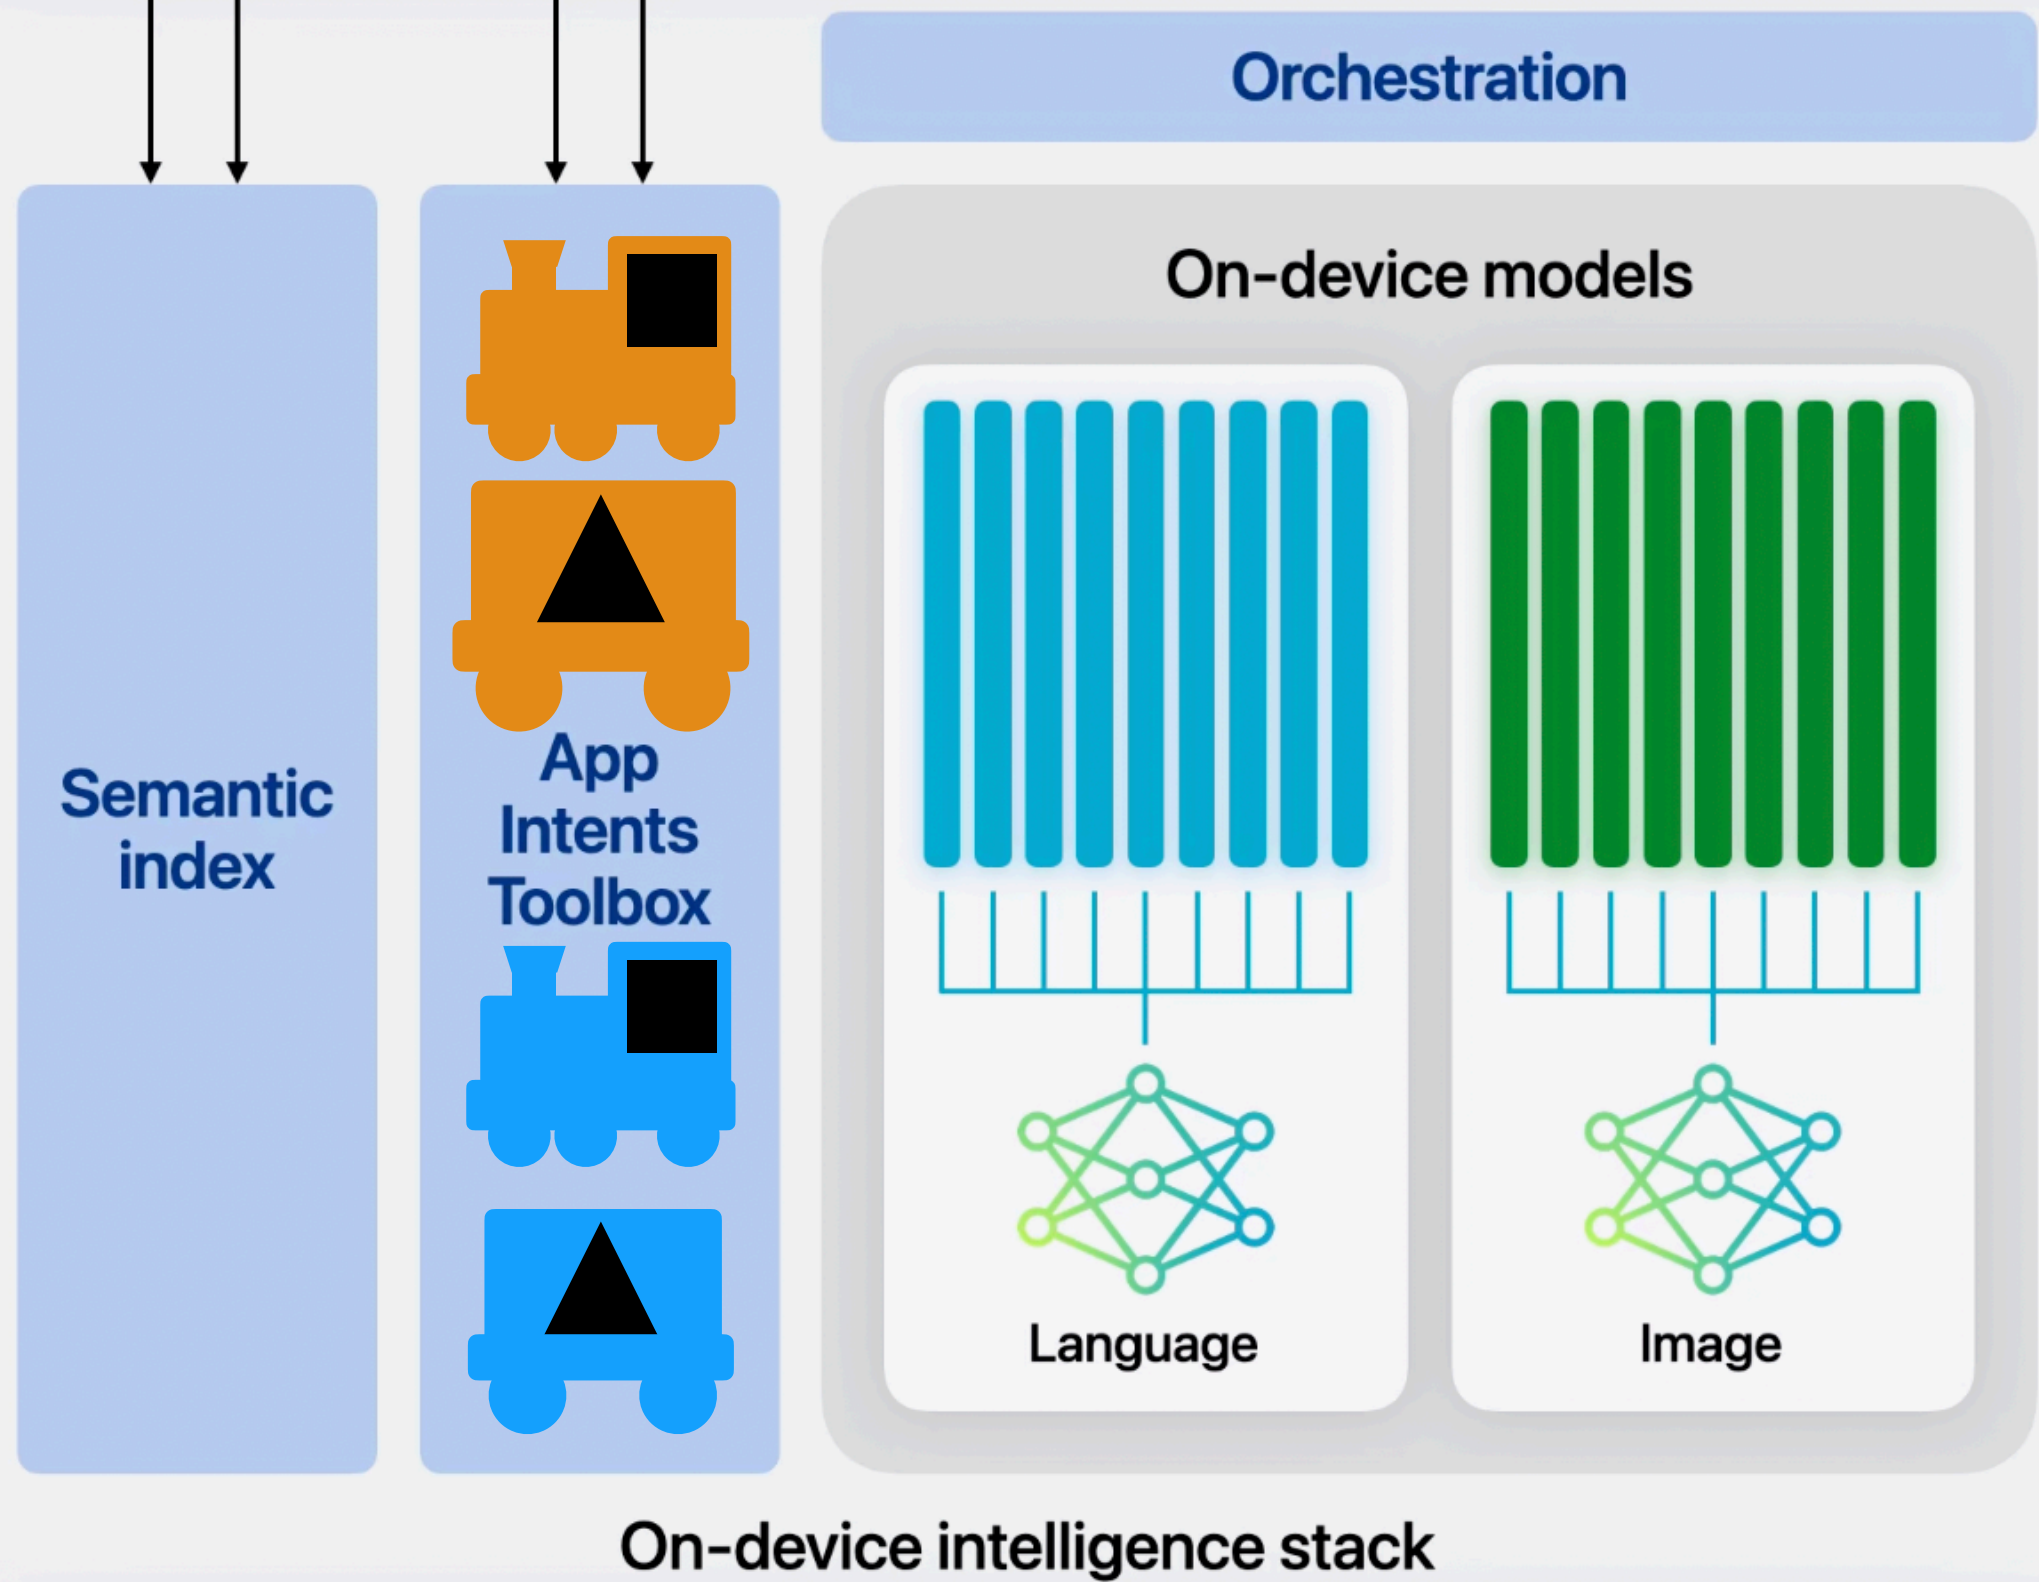 Orchestration
On-device models
Semantic
index
App
Intents
Toolbox
Language
Image
On-device intelligence stack